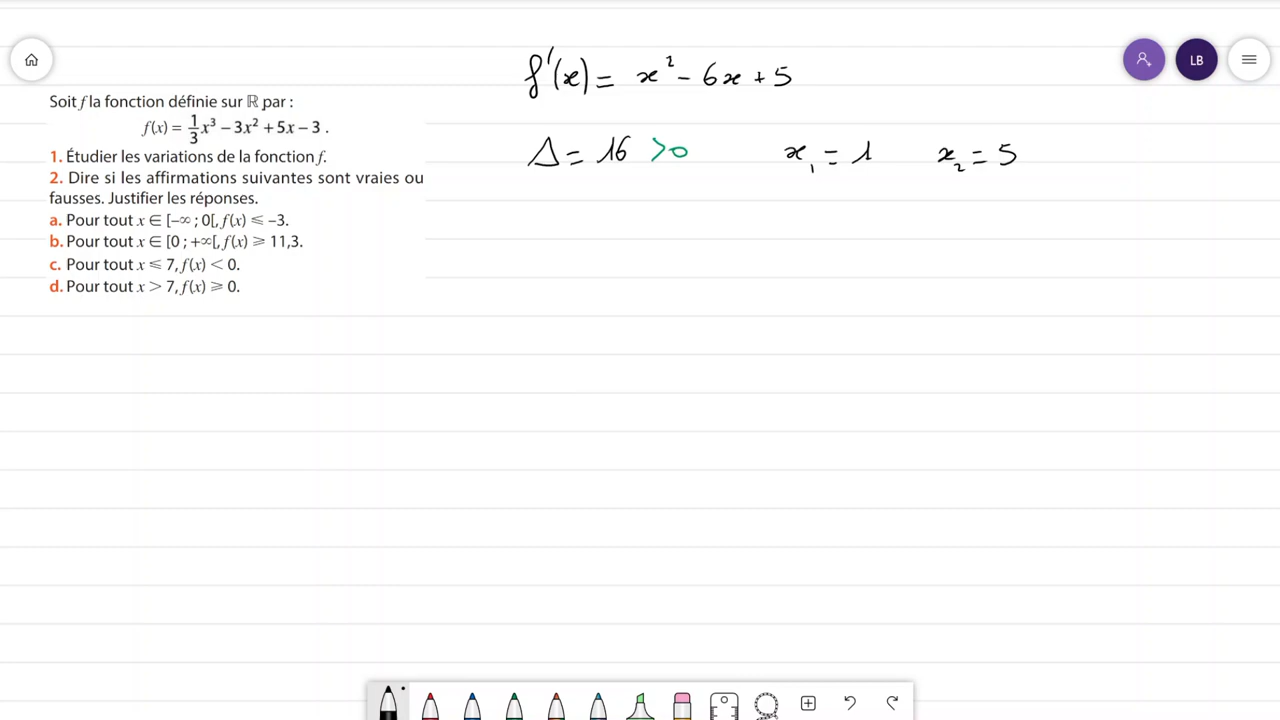 LB
Soit f la fonction définie sur ℝ par :
f(x) = 1/3 x³ – 3x² + 5x – 3 .
1. Étudier les variations de la fonction f.
2. Dire si les affirmations suivantes sont vraies ou
fausses. Justifier les réponses.
a. Pour tout x ∈ [–∞ ; 0[, f(x) ⩽ –3.
b. Pour tout x ∈ [0 ; +∞[, f(x) ⩾ 11,3.
c. Pour tout x ⩽ 7, f(x) < 0.
d. Pour tout x > 7, f(x) ⩾ 0.
f'(x) = x² - 6x + 5
Δ = 16 >0 x₁ = 1 x₂ = 5